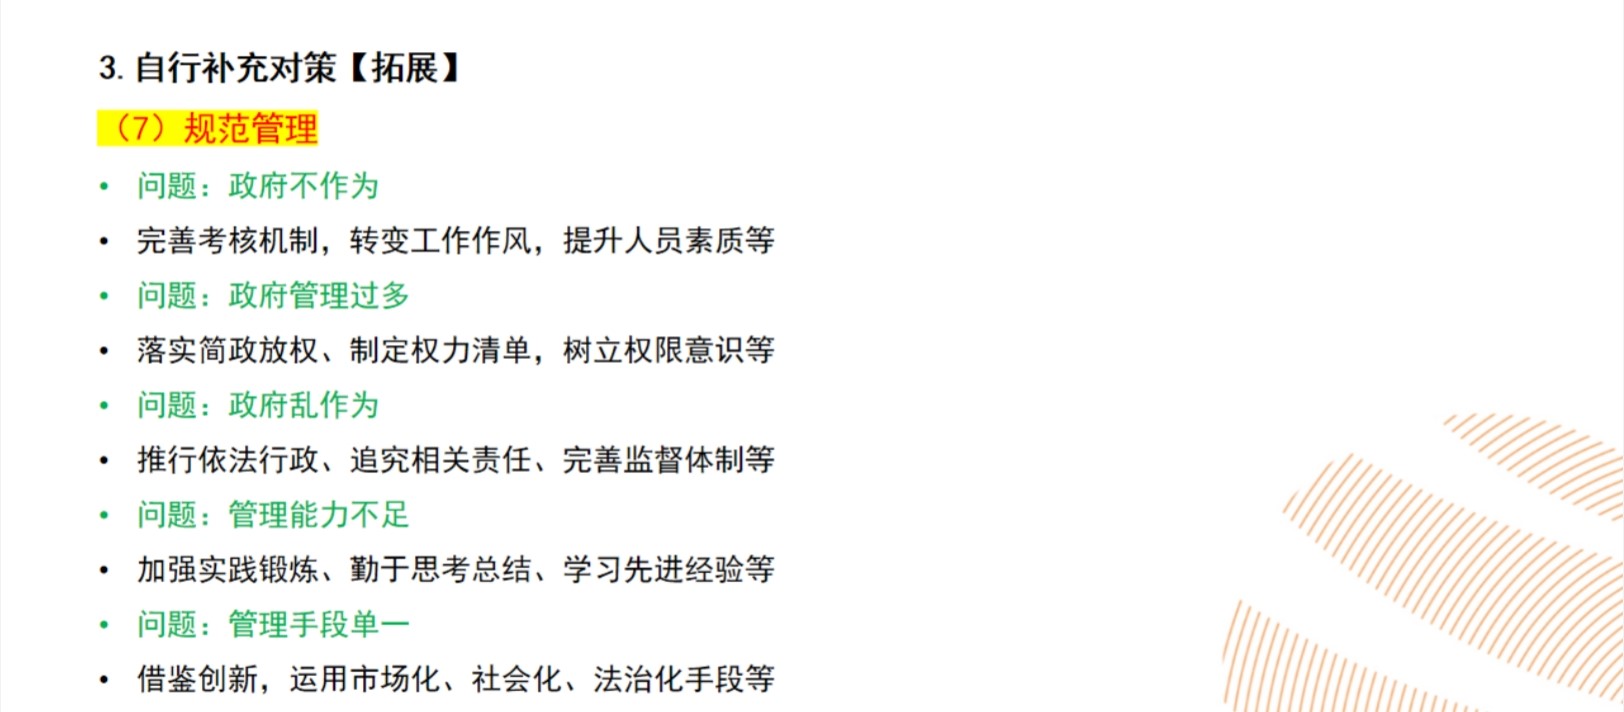 3. 自行补充对策【拓展】
（7）规范管理
• 问题：政府不作为
• 完善考核机制，转变工作作风，提升人员素质等
• 问题：政府管理过多
• 落实简政放权、制定权力清单，树立权限意识等
• 问题：政府乱作为
• 推行依法行政、追究相关责任、完善监督体制等
• 问题：管理能力不足
• 加强实践锻炼、勤于思考总结、学习先进经验等
• 问题：管理手段单一
• 借鉴创新，运用市场化、社会化、法治化手段等